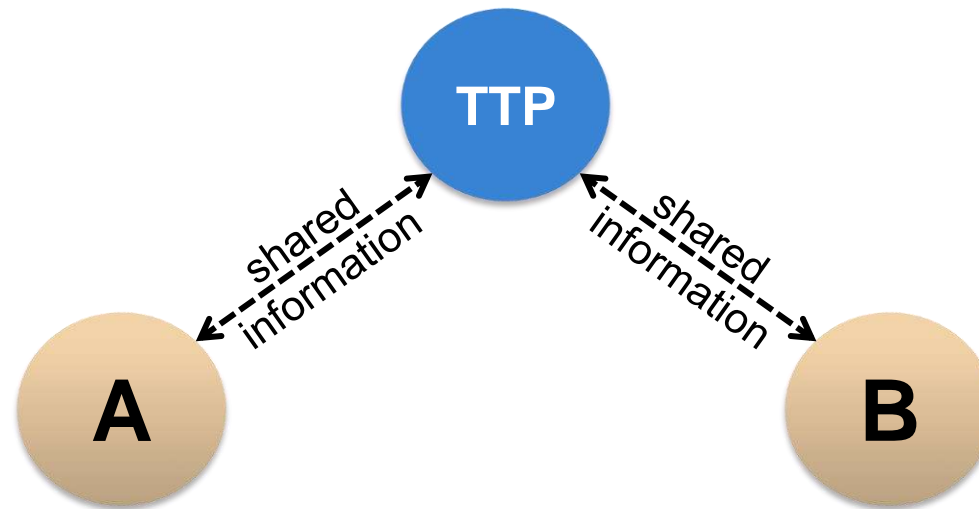 TTP
shared
information
shared
information
A
B